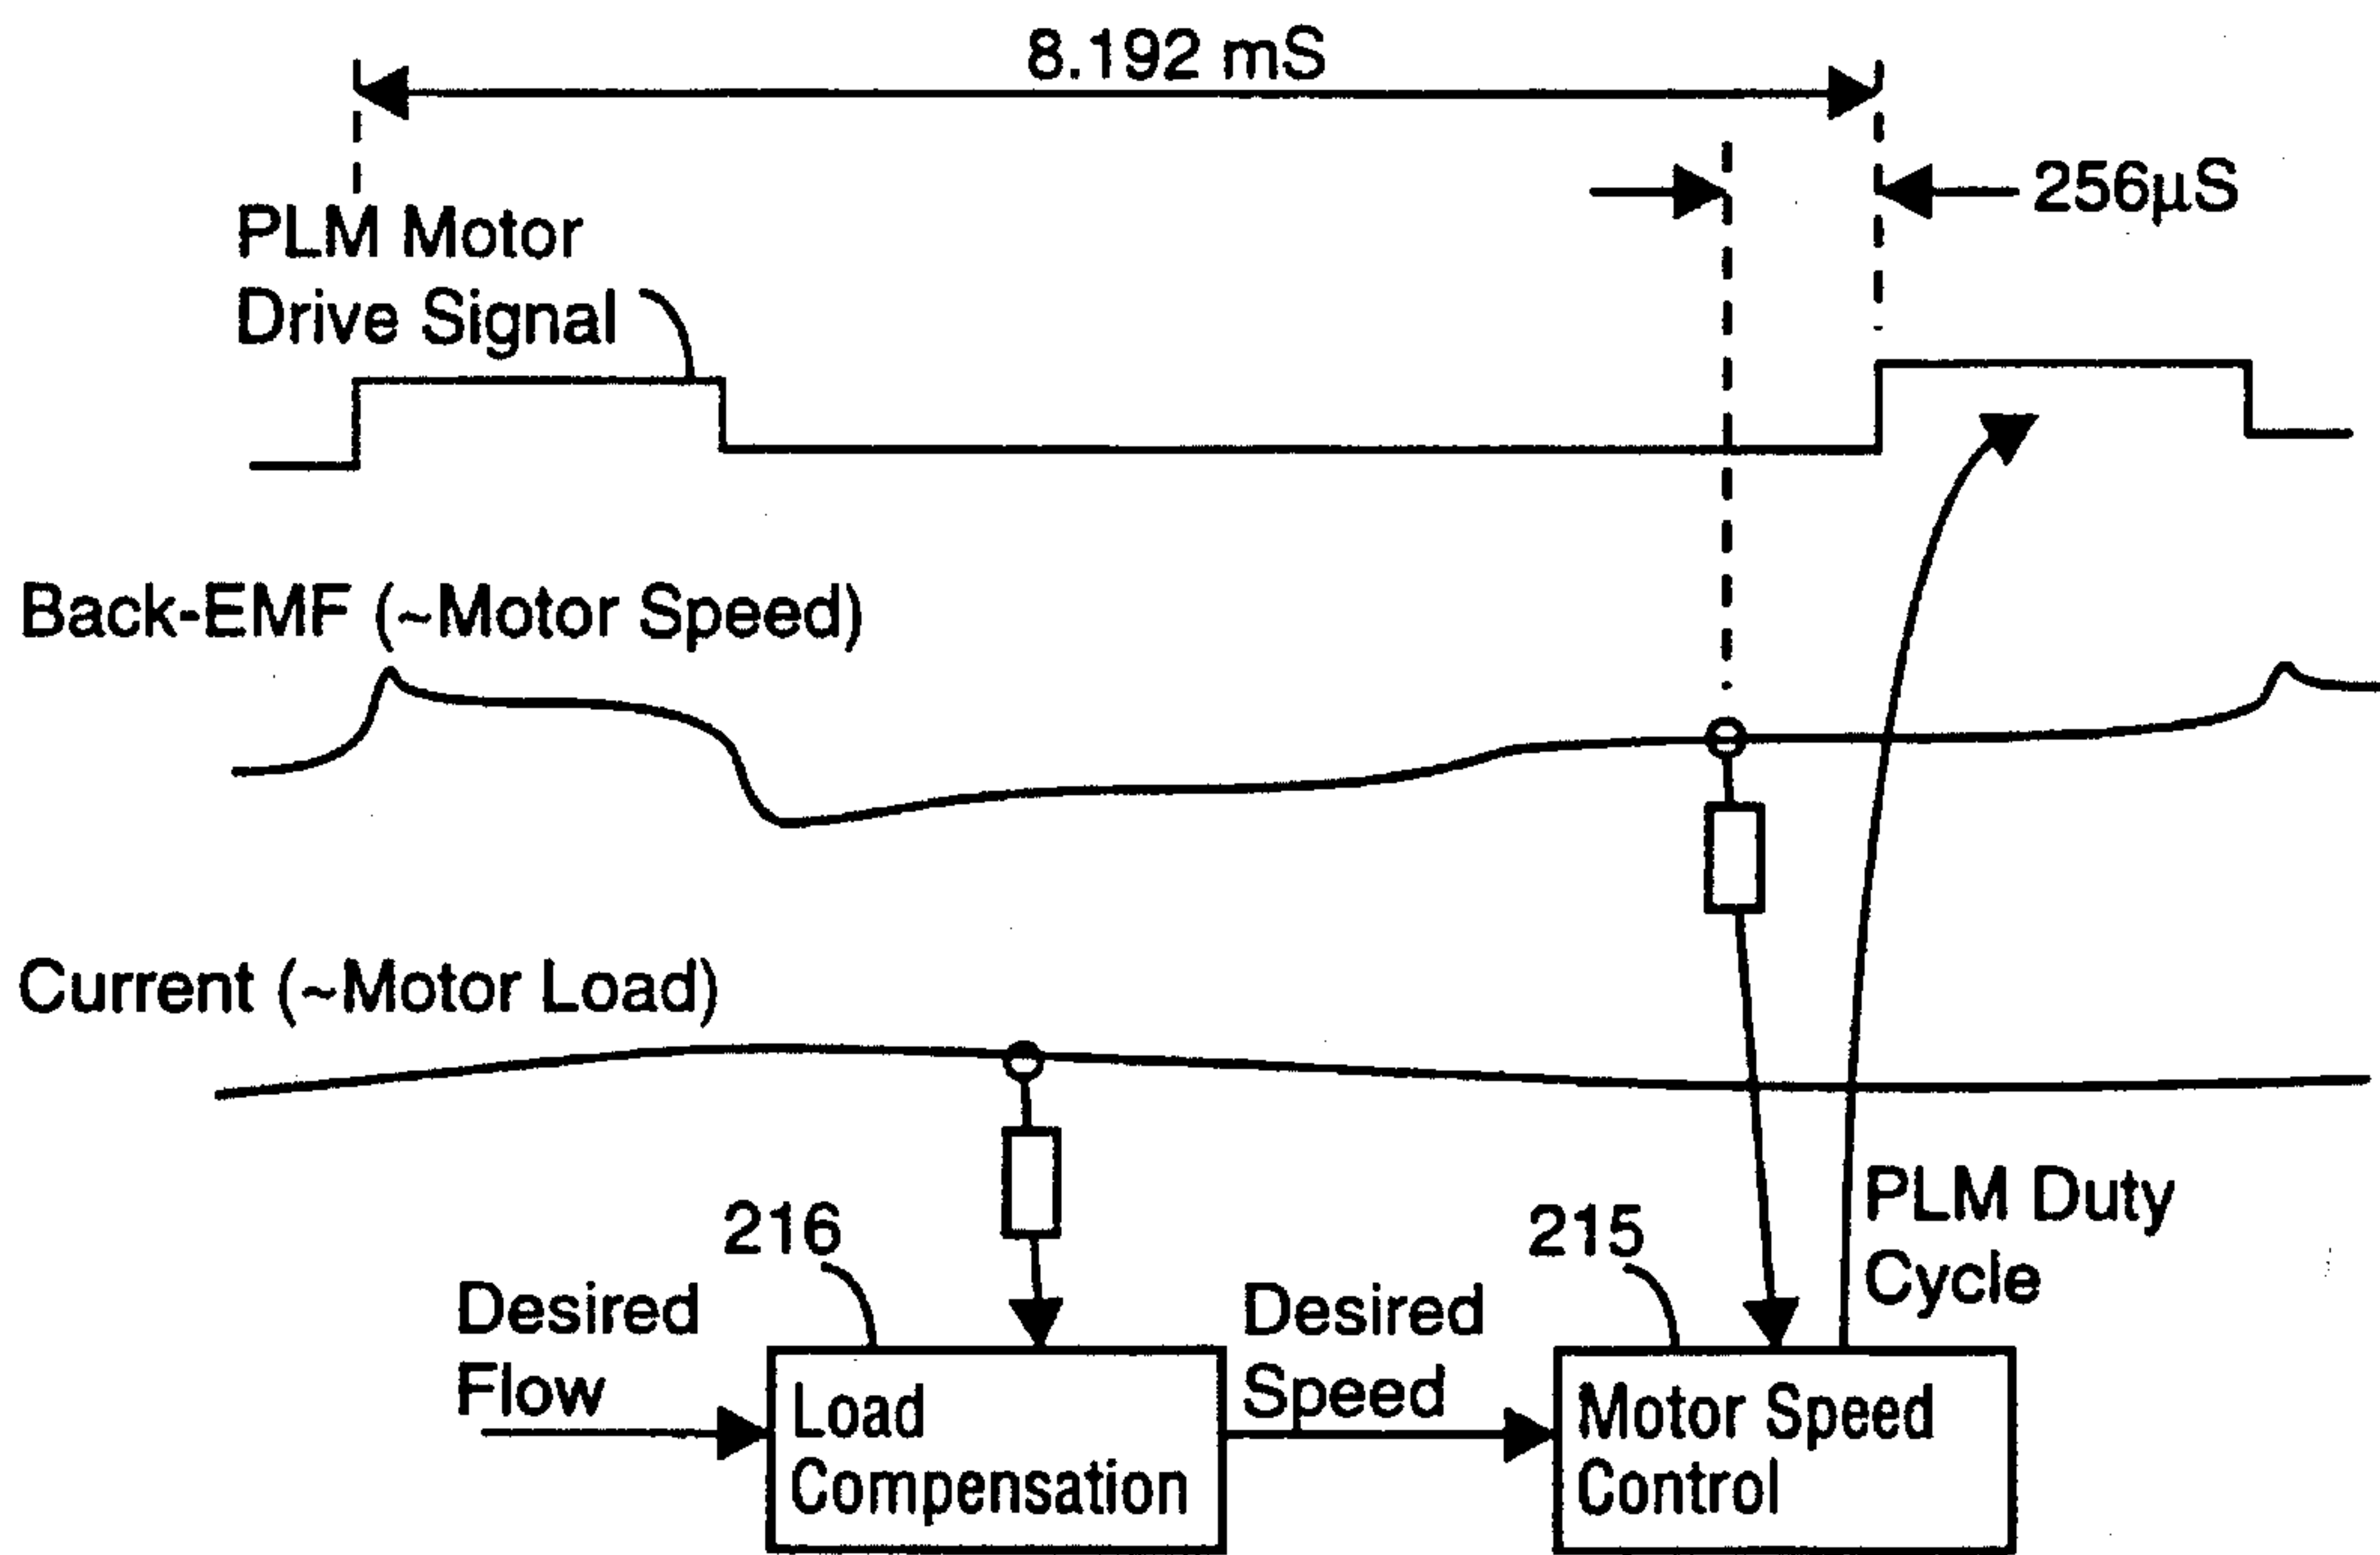 8.192 mS
256µS
PLM Motor
Drive Signal
Back-EMF (~Motor Speed)
Current (~Motor Load)
PLM Duty
Cycle
216
215
Desired
Flow
Desired
Speed
Load
Compensation
Motor Speed
Control